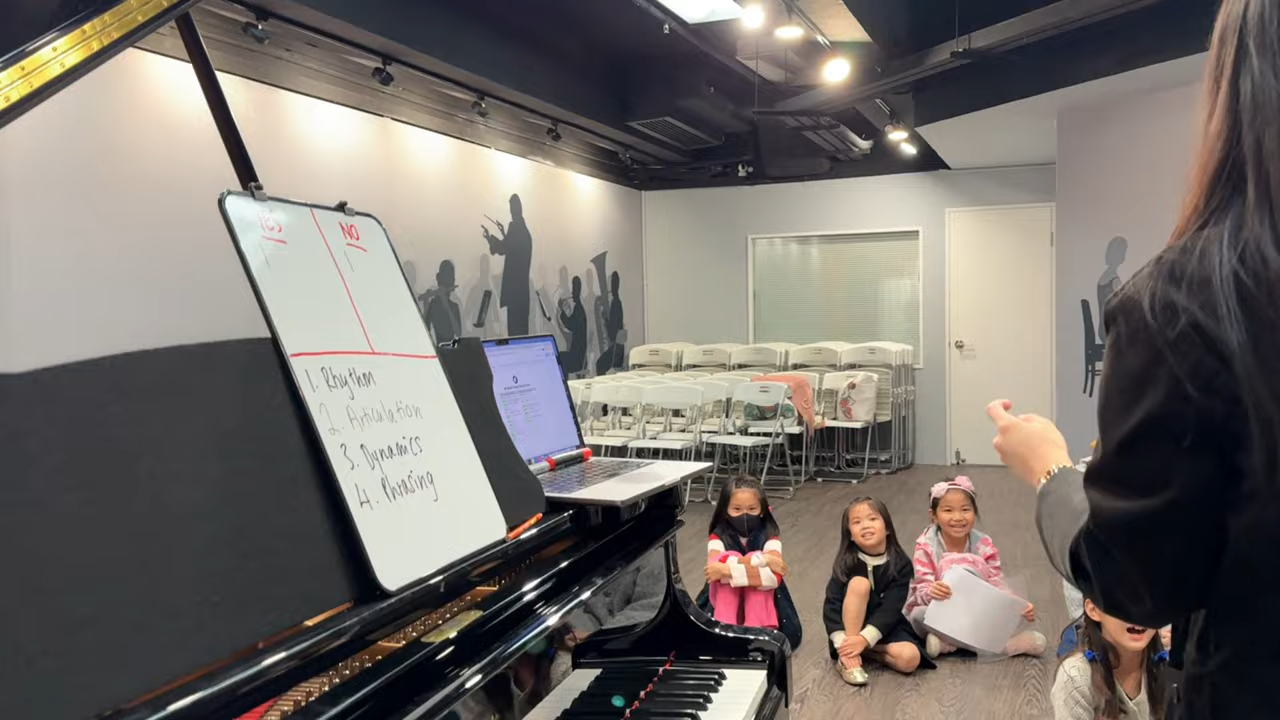 YES NO
1. Rhythm
2. Articulation
3. Dynamics
4. Phrasing